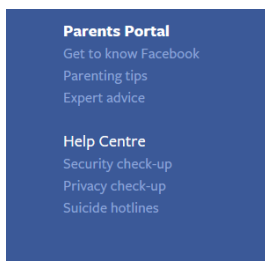 Parents Portal
Get to know Facebook
Parenting tips
Expert advice
Help Centre
Security check-up
Privacy check-up
Suicide hotlines